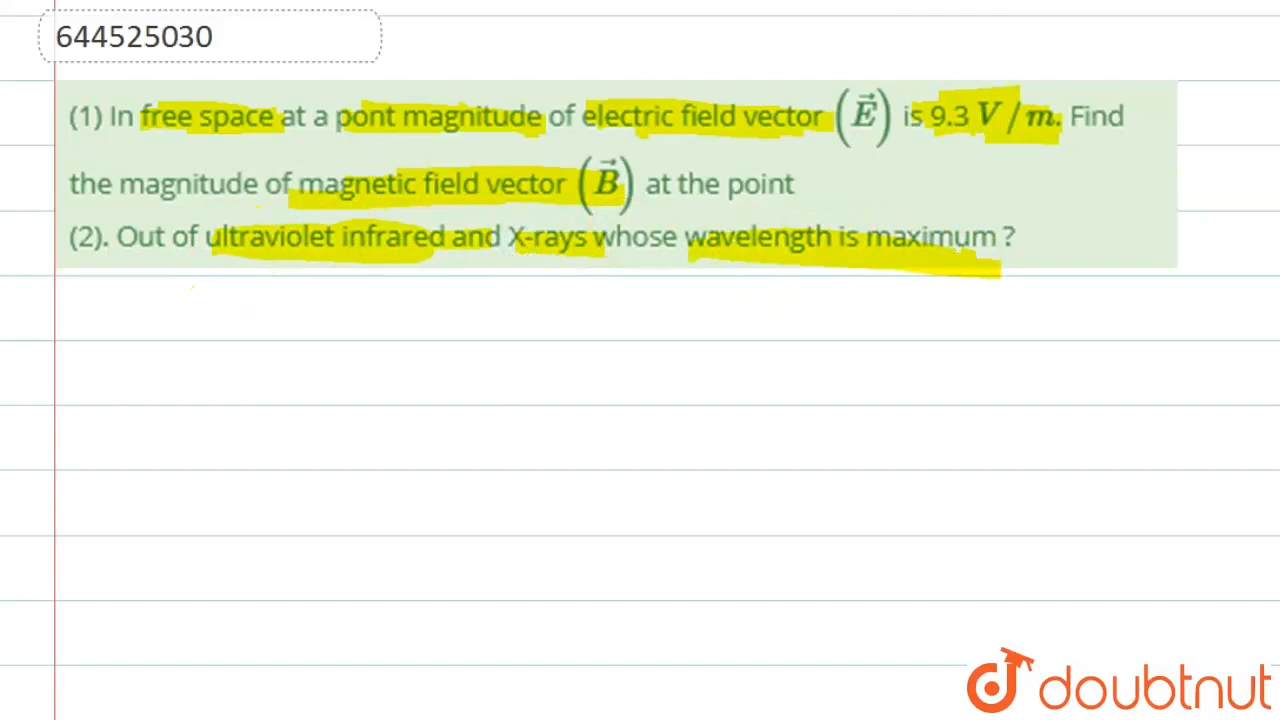 644525030
(1) In free space at a pont magnitude of electric field vector (E⃗) is 9.3 V/m. Find
the magnitude of magnetic field vector (B⃗) at the point
(2). Out of ultraviolet infrared and X-rays whose wavelength is maximum ?
doubtnut